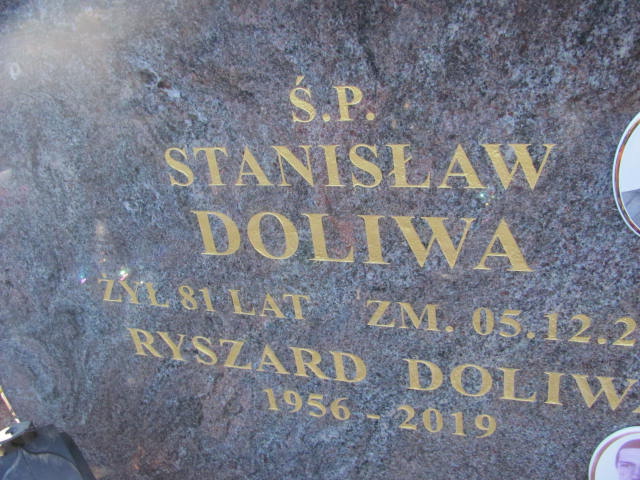 Ś.P.
STANISŁAW
DOLIWA
ŻYŁ 81 LAT ZM. 05.12.2
RYSZARD DOLIW
1956 - 2019